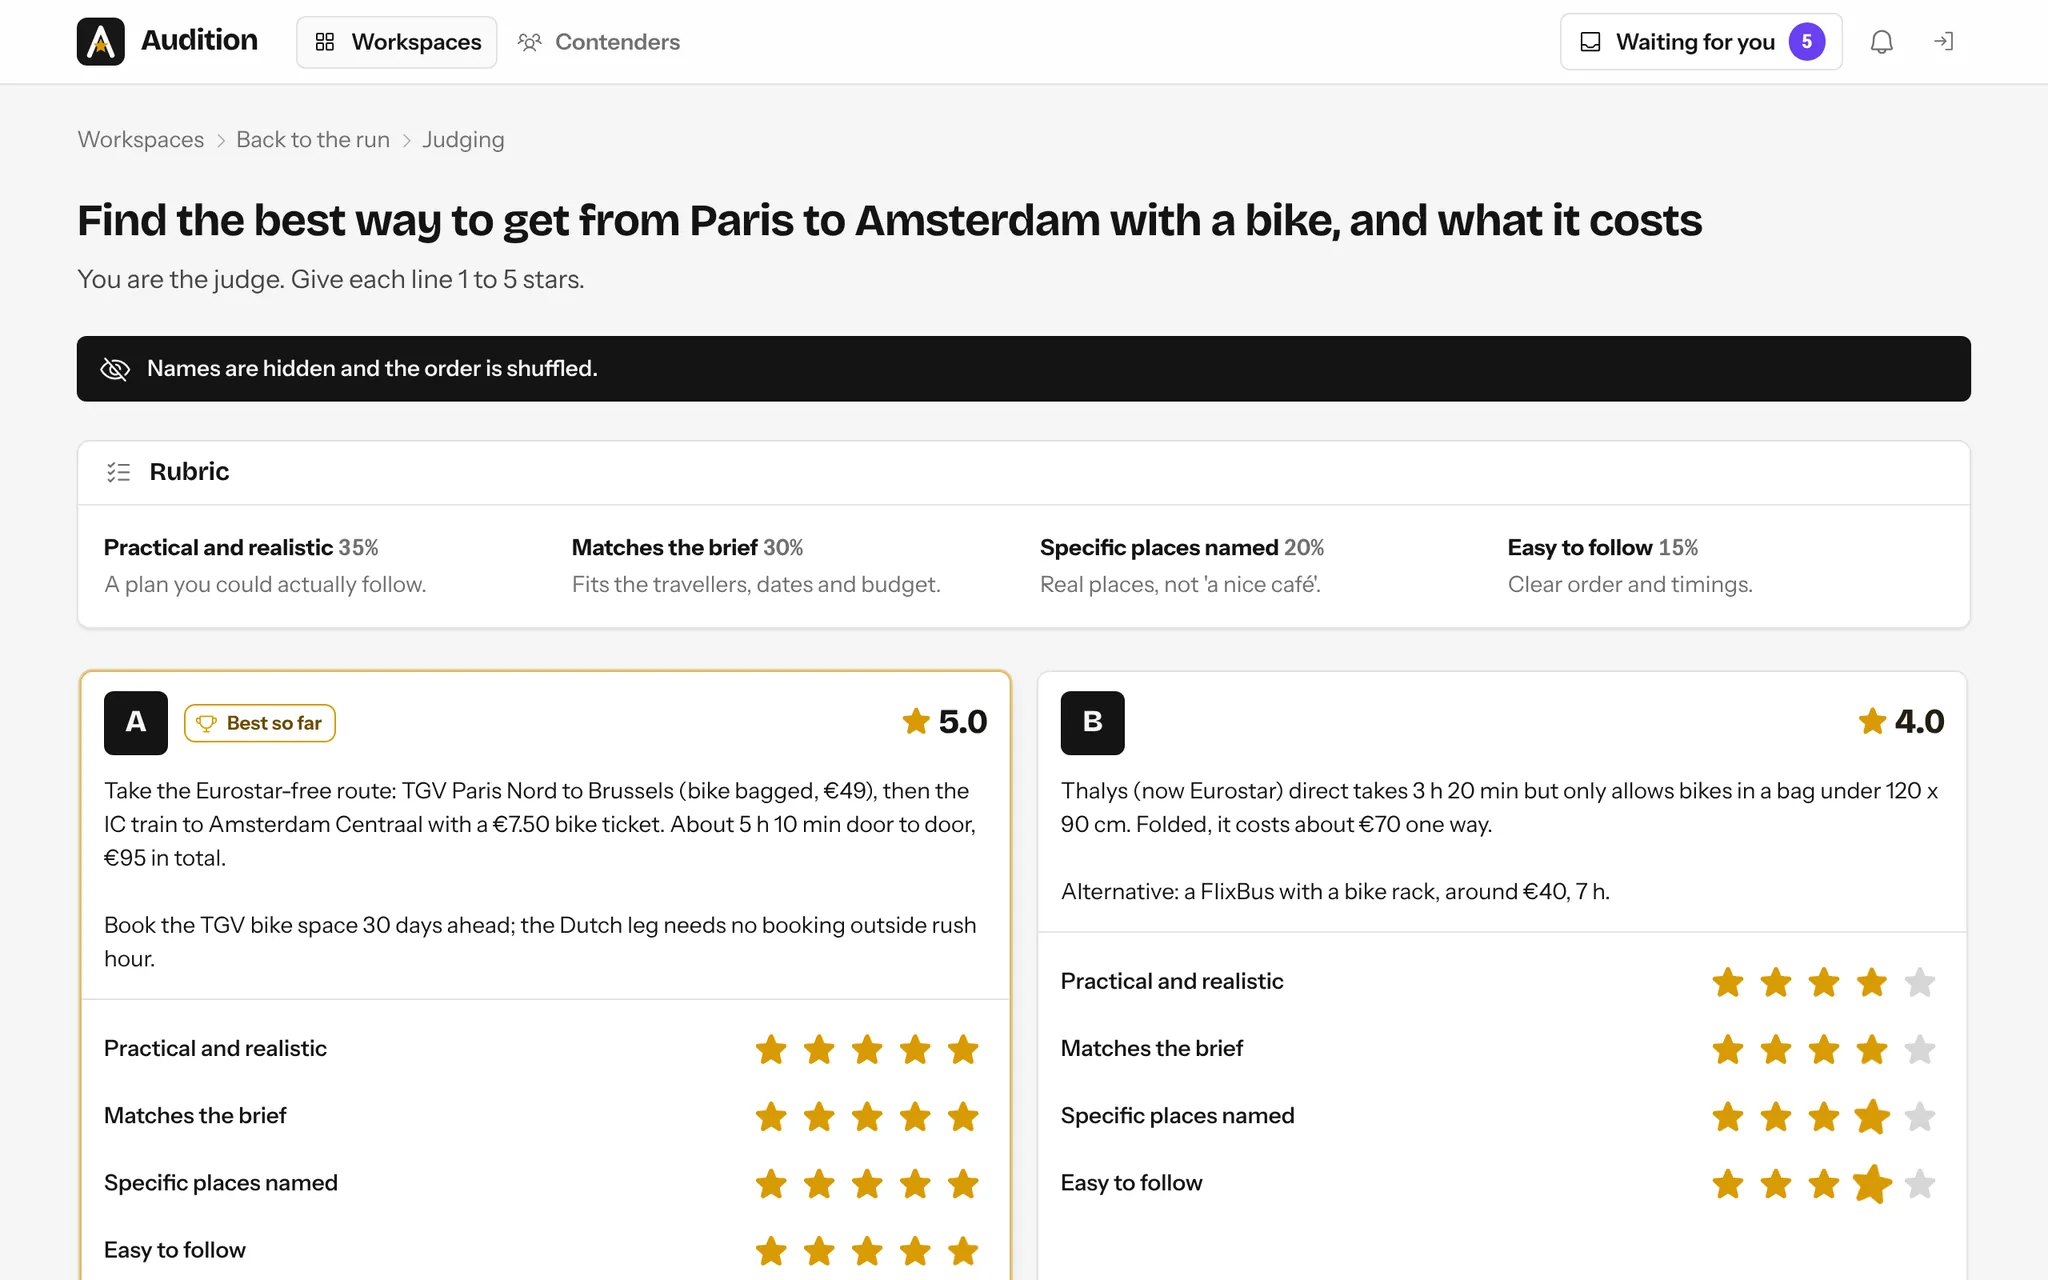 Audition
Workspaces
Contenders
Waiting for you 5
Workspaces > Back to the run > Judging
Find the best way to get from Paris to Amsterdam with a bike, and what it costs
You are the judge. Give each line 1 to 5 stars.
Names are hidden and the order is shuffled.
Rubric
Practical and realistic 35%
A plan you could actually follow.
Matches the brief 30%
Fits the travellers, dates and budget.
Specific places named 20%
Real places, not 'a nice café'.
Easy to follow 15%
Clear order and timings.
A
Best so far
5.0
Take the Eurostar-free route: TGV Paris Nord to Brussels (bike bagged, €49), then the
IC train to Amsterdam Centraal with a €7.50 bike ticket. About 5 h 10 min door to door,
€95 in total.
Book the TGV bike space 30 days ahead; the Dutch leg needs no booking outside rush
hour.
Practical and realistic
Matches the brief
Specific places named
Easy to follow
B
4.0
Thalys (now Eurostar) direct takes 3 h 20 min but only allows bikes in a bag under 120 x
90 cm. Folded, it costs about €70 one way.
Alternative: a FlixBus with a bike rack, around €40, 7 h.
Practical and realistic
Matches the brief
Specific places named
Easy to follow